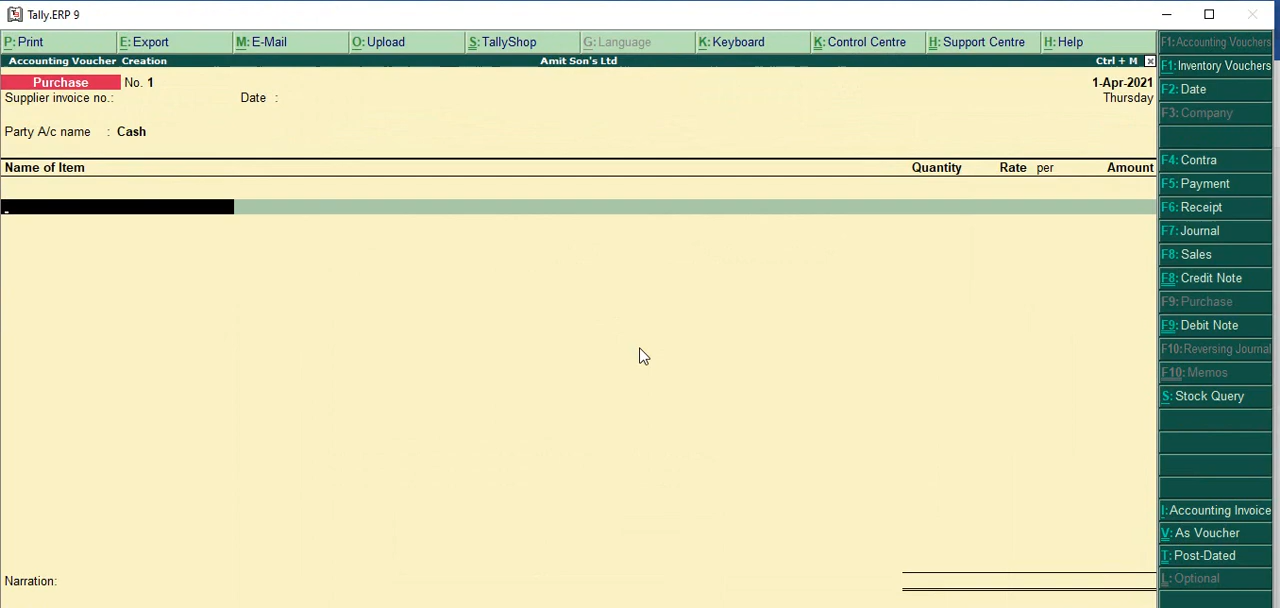 Tally.ERP 9
P: Print E: Export M: E-Mail O: Upload S: TallyShop G: Language K: Keyboard K: Control Centre H: Support Centre H: Help
Accounting Voucher Creation Amit Son's Ltd Ctrl + M
Purchase No. 1 1-Apr-2021
Supplier invoice no.: Date : Thursday
Party A/c name : Cash
Name of Item Quantity Rate per Amount
Narration:
F1: Accounting Vouchers
F1: Inventory Vouchers
F2: Date
F3: Company
F4: Contra
F5: Payment
F6: Receipt
F7: Journal
F8: Sales
F8: Credit Note
F9: Purchase
F9: Debit Note
F10: Reversing Journal
F10: Memos
S: Stock Query
I: Accounting Invoice
V: As Voucher
T: Post-Dated
L: Optional